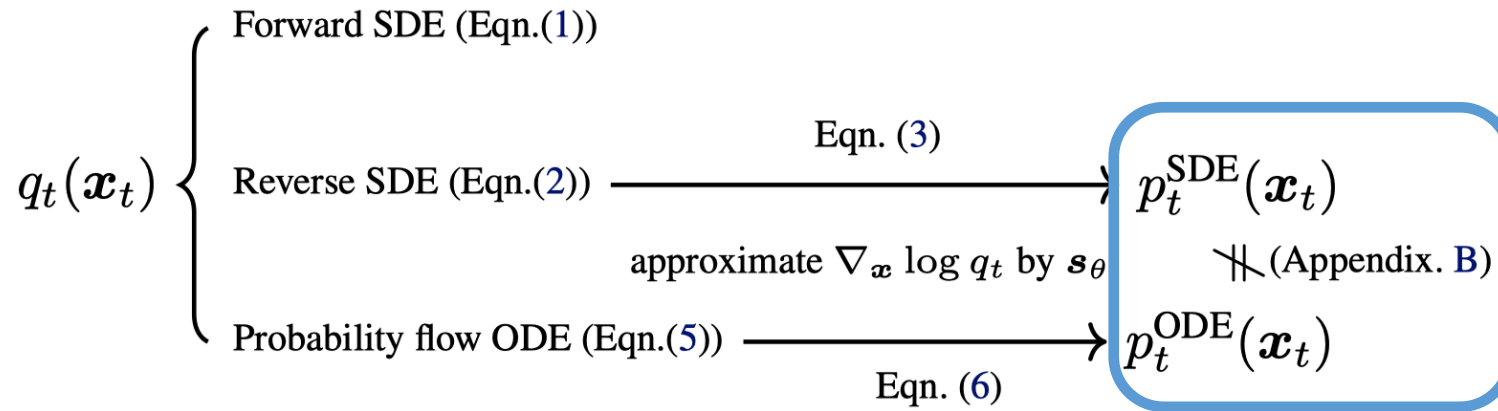 Forward SDE (Eqn.(1))
Eqn. (3)
q_t(x_t) Reverse SDE (Eqn.(2)) p_t^SDE(x_t)
approximate ∇_x log q_t by s_θ ≠ (Appendix. B)
Probability flow ODE (Eqn.(5)) p_t^ODE(x_t)
Eqn. (6)